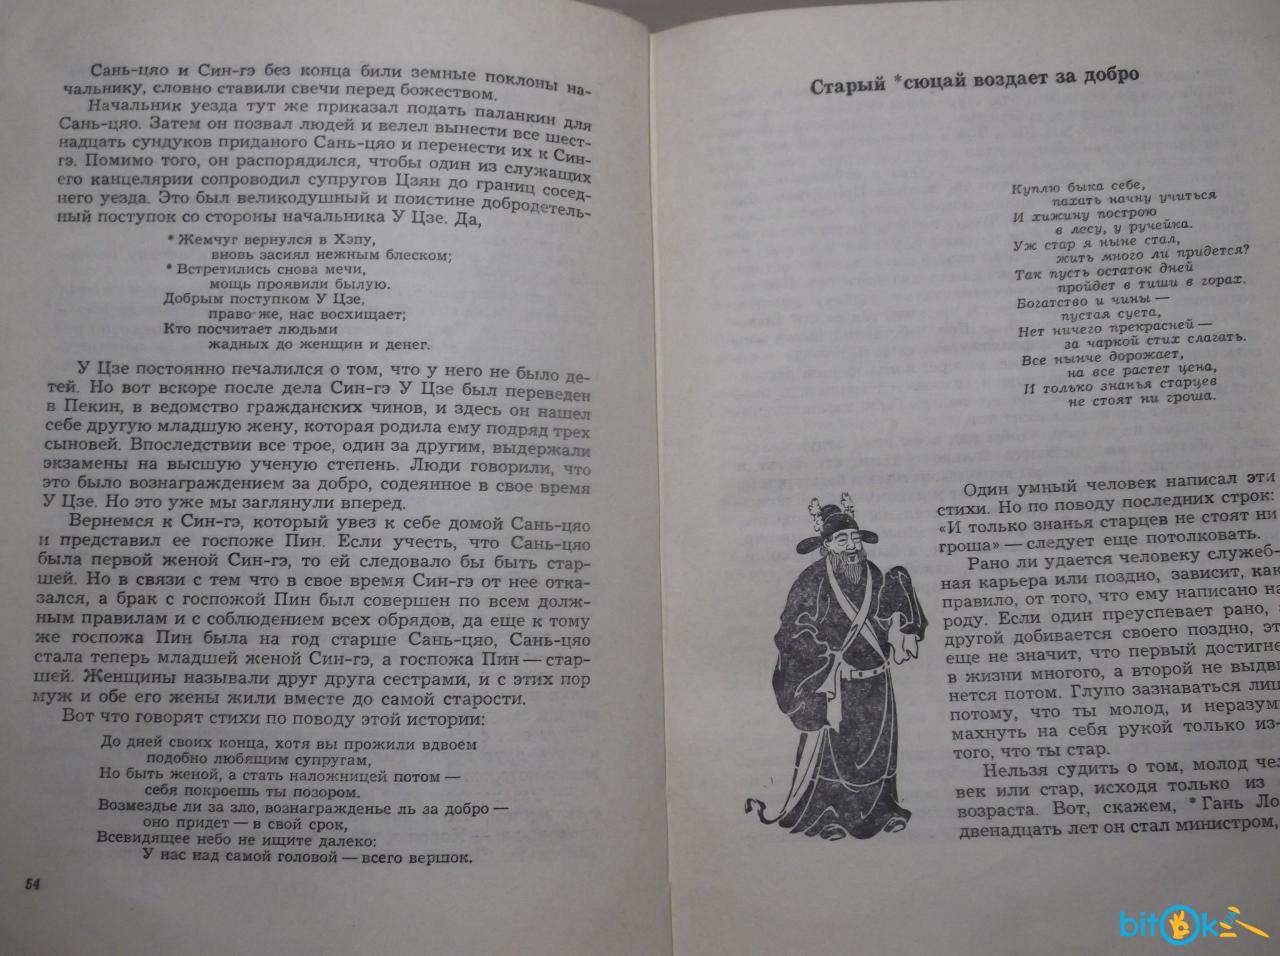 Сань-цяо и Син-гэ без конца били земные поклоны на-
чальнику, словно ставили свечи перед божеством.
Начальник уезда тут же приказал подать паланкин для
Сань-цяо. Затем он позвал людей и велел вынести все шест-
надцать сундуков приданого Сань-цяо и перенести их к Син-
гэ. Помимо того, он распорядился, чтобы один из служащих
его канцелярии сопроводил супругов Цзян до границ сосед-
него уезда. Это был великодушный и поистине добродетель-
ный поступок со стороны начальника У Цзе. Да,
* Жемчуг вернулся в Хэпу,
вновь засиял нежным блеском;
* Встретились снова мечи,
мощь проявили былую.
Добрым поступком У Цзе,
право же, нас восхищает;
Кто посчитает людьми
жадных до женщин и денег.
У Цзе постоянно печалился о том, что у него не было де-
тей. Но вот вскоре после дела Син-гэ У Цзе был переведен
в Пекин, в ведомство гражданских чинов, и здесь он нашел
себе другую младшую жену, которая родила ему подряд трех
сыновей. Впоследствии все трое, один за другим, выдержали
экзамены на высшую ученую степень. Люди говорили, что
это было вознаграждением за добро, содеянное в свое время
У Цзе. Но это уже мы заглянули вперед.
Вернемся к Син-гэ, который увез к себе домой Сань-цяо
и представил ее госпоже Пин. Если учесть, что Сань-цяо
была первой женой Син-гэ, то ей следовало бы быть стар-
шей. Но в связи с тем что в свое время Син-гэ от нее отка-
зался, а брак с госпожой Пин был совершен по всем долж-
ным правилам и с соблюдением всех обрядов, да еще к тому
же госпожа Пин была на год старше Сань-цяо, Сань-цяо
стала теперь младшей женой Син-гэ, а госпожа Пин — стар-
шей. Женщины называли друг друга сестрами, и с этих пор
муж и обе его жены жили вместе до самой старости.
Вот что говорят стихи по поводу этой истории:
До дней своих конца, хотя вы прожили вдвоем
подобно любящим супругам,
Но быть женой, а стать наложницей потом —
себя покроешь ты позором.
Возмездье ли за зло, вознагражденье ль за добро —
оно придет — в свой срок,
Всевидящее небо не ищите далеко:
У нас над самой головой — всего вершок.
54
Старый *сюцай воздает за добро
Куплю быка себе,
пахать начну учиться
И хижину построю
в лесу, у ручейка.
Уж стар я ныне стал,
жить много ли придется?
Так пусть остаток дней
пройдет в тиши в горах.
Богатство и чины —
пустая суета,
Нет ничего прекрасней —
за чаркой стих слагать.
Все нынче дорожает,
на все растет цена,
И только знанья старцев
не стоят ни гроша.
Один умный человек написал эти
стихи. Но по поводу последних строк:
«И только знанья старцев не стоят ни
гроша» — следует еще потолковать.
Рано ли удается человеку служеб-
ная карьера или поздно, зависит, как
правило, от того, что ему написано на
роду. Если один преуспевает рано,
другой добивается своего поздно, эт
еще не значит, что первый достигне
в жизни многого, а второй не выдви
нется потом. Глупо зазнаваться лиш
потому, что ты молод, и неразум
махнуть на себя рукой только из-
того, что ты стар.
Нельзя судить о том, молод чел
век или стар, исходя только из
возраста. Вот, скажем, * Гань Ло
двенадцать лет он стал министром,
bitok